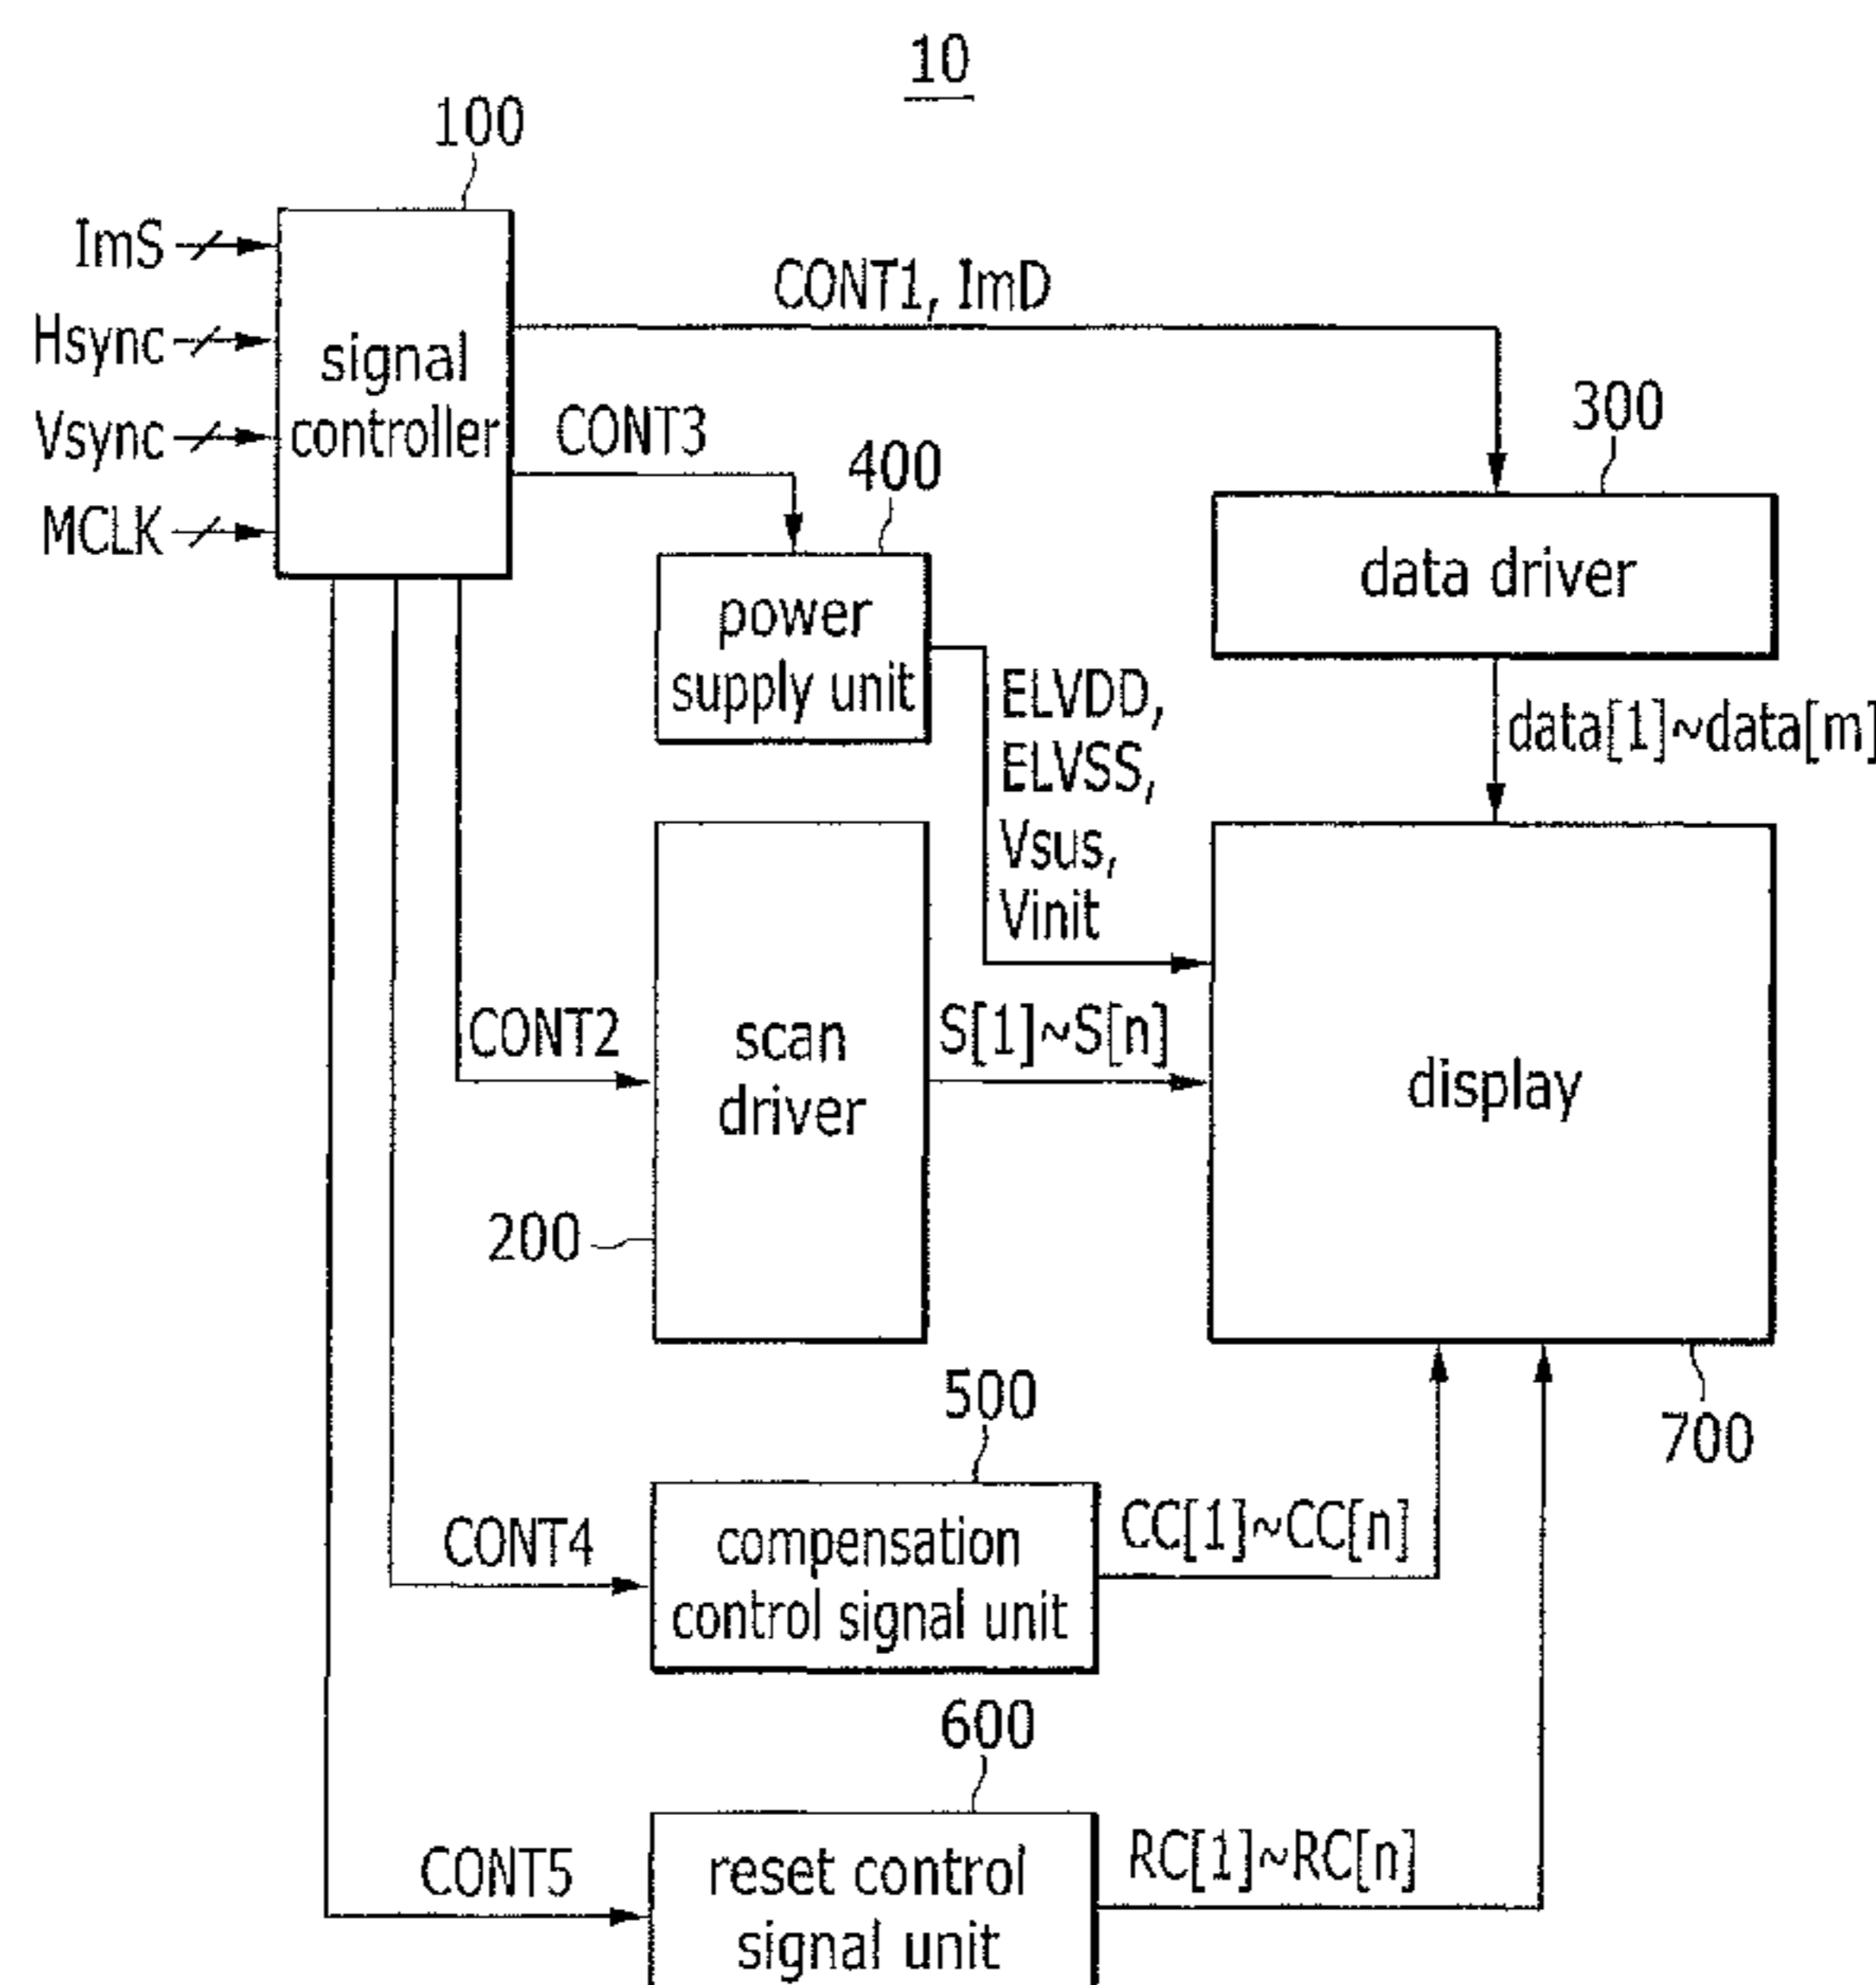 10
100
ImS
Hsync
Vsync
MCLK
signal
controller
CONT1, ImD
CONT3
400
300
power
supply unit
data driver
ELVDD,
ELVSS,
Vsus,
Vinit
data[1]~data[m]
CONT2
scan
driver
S[1]~S[n]
display
200
700
500
CONT4
compensation
control signal unit
CC[1]~CC[n]
600
CONT5
reset control
signal unit
RC[1]~RC[n]